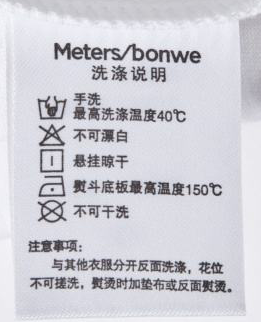 Meters/bonwe
洗涤说明
手洗
最高洗涤温度40℃
不可漂白
悬挂晾干
熨斗底板最高温度150℃
不可干洗
注意事项:
与其他衣服分开反面洗涤，花位
不可搓洗，熨烫时加垫布或反面熨烫。